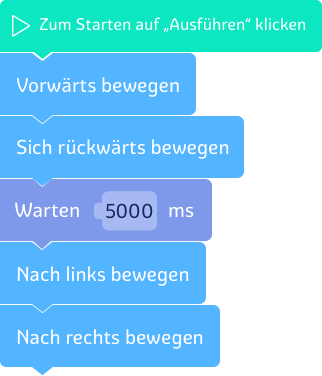 Zum Starten auf „Ausführen“ klicken
Vorwärts bewegen
Sich rückwärts bewegen
Warten 5000 ms
Nach links bewegen
Nach rechts bewegen